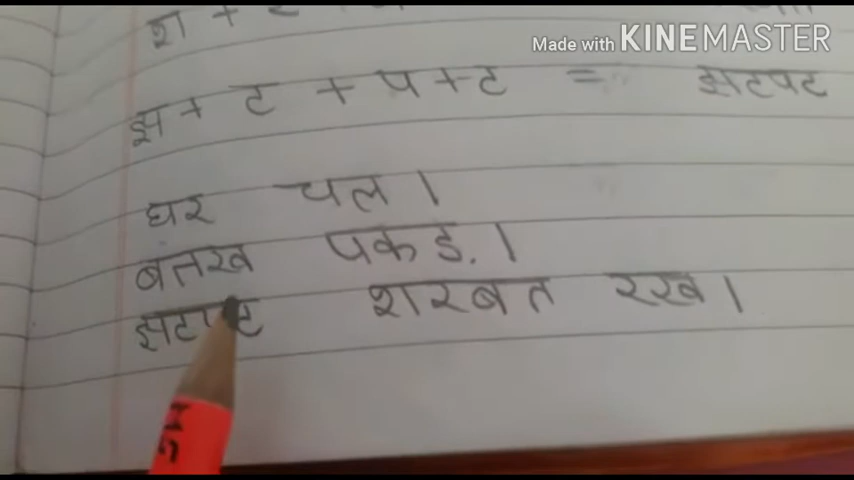 Made with KINEMASTER
झ + ट + प + ट = झटपट
घर चल ।
बतख पकड़ ।
झटपट शरबत रख ।